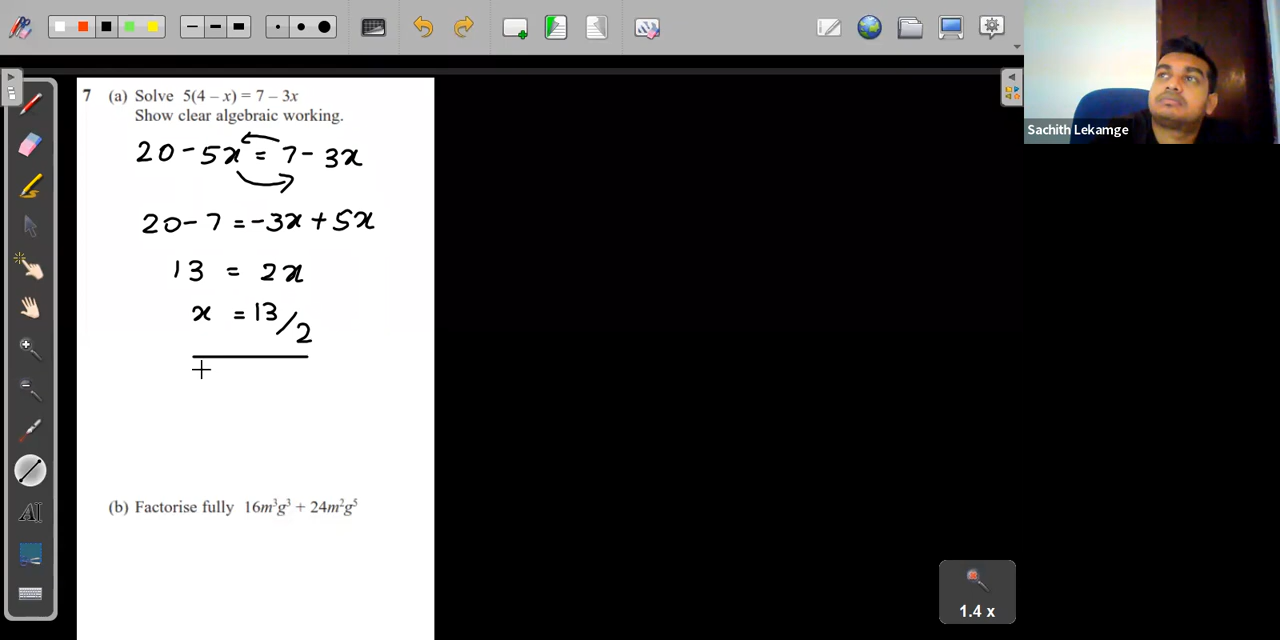 7 (a) Solve 5(4 – x) = 7 – 3x
Show clear algebraic working.
20 - 5x = 7 - 3x
20 - 7 = -3x + 5x
13 = 2x
x = 13/2
(b) Factorise fully 16m³g³ + 24m²g⁵
Sachith Lekamge
1.4 x